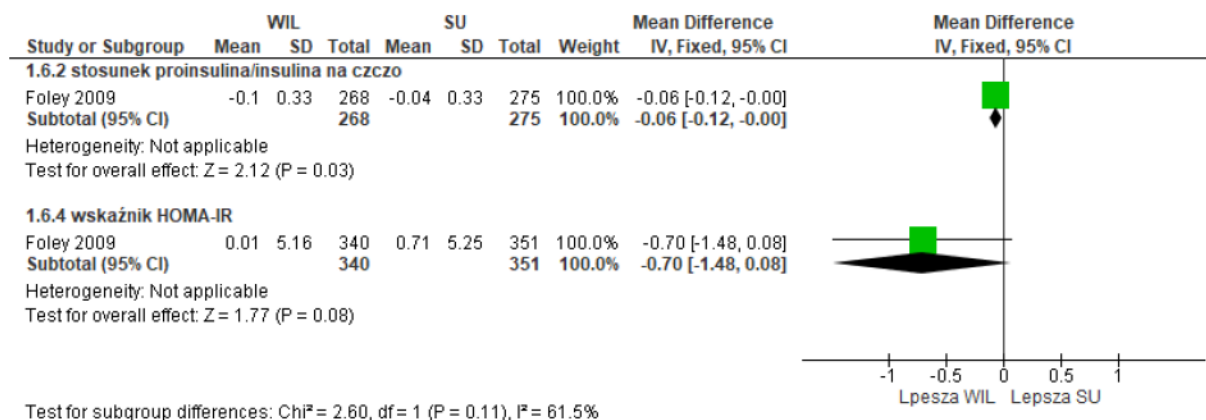 WIL SU Mean Difference Mean Difference
Study or Subgroup Mean SD Total Mean SD Total Weight IV, Fixed, 95% CI IV, Fixed, 95% CI
1.6.2 stosunek proinsulina/insulina na czczo
Foley 2009 -0.1 0.33 268 -0.04 0.33 275 100.0% -0.06 [-0.12, -0.00]
Subtotal (95% CI) 268 275 100.0% -0.06 [-0.12, -0.00]
Heterogeneity: Not applicable
Test for overall effect: Z = 2.12 (P = 0.03)
1.6.4 wskaźnik HOMA-IR
Foley 2009 0.01 5.16 340 0.71 5.25 351 100.0% -0.70 [-1.48, 0.08]
Subtotal (95% CI) 340 351 100.0% -0.70 [-1.48, 0.08]
Heterogeneity: Not applicable
Test for overall effect: Z = 1.77 (P = 0.08)
-1 -0.5 0 0.5 1
Lpesza WIL Lepsza SU
Test for subgroup differences: Chi² = 2.60, df = 1 (P = 0.11), I² = 61.5%